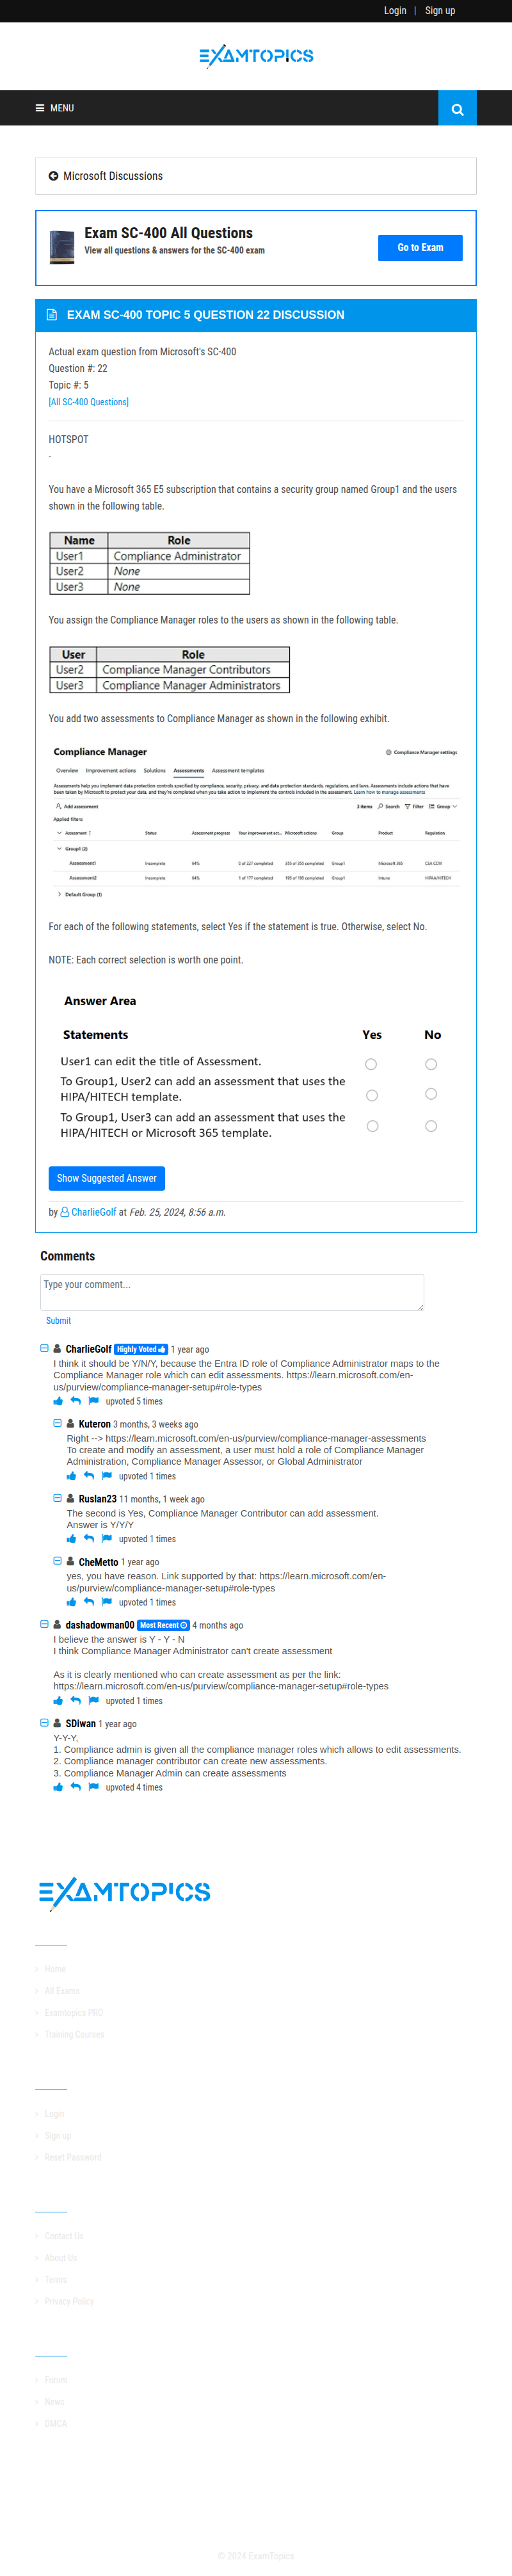 Login | Sign up
EXAMTOPICS
MENU
Microsoft Discussions
Exam SC-400 All Questions
View all questions & answers for the SC-400 exam
Go to Exam
EXAM SC-400 TOPIC 5 QUESTION 22 DISCUSSION
Actual exam question from Microsoft's SC-400
Question #: 22
Topic #: 5
[All SC-400 Questions]
HOTSPOT
-
You have a Microsoft 365 E5 subscription that contains a security group named Group1 and the users
shown in the following table.
Name Role
User1 Compliance Administrator
User2 None
User3 None
You assign the Compliance Manager roles to the users as shown in the following table.
User Role
User2 Compliance Manager Contributors
User3 Compliance Manager Administrators
You add two assessments to Compliance Manager as shown in the following exhibit.
Compliance Manager
Compliance Manager settings
Overview Improvement actions Solutions Assessments Assessment templates
Assessments help you implement data protection controls specified by compliance, security, privacy, and data protection standards, regulations, and laws. Assessments include actions that have
been taken by Microsoft to protect your data, and they're completed when you take action to implement the controls included in the assessment. Learn how to manage assessments
Add assessment 3 items Search Filter Group
Applied filters:
Assessment Status Assessment progress Your improvement act... Microsoft actions Group Product Regulation
Group1 (2)
Assessment1 Incomplete 64% 0 of 227 completed 335 of 335 completed Group1 Microsoft 365 CSA CCM
Assessment2 Incomplete 64% 1 of 177 completed 185 of 185 completed Group1 Intune HIPAA/HITECH
Default Group (1)
For each of the following statements, select Yes if the statement is true. Otherwise, select No.
NOTE: Each correct selection is worth one point.
Answer Area
Statements Yes No
User1 can edit the title of Assessment.
To Group1, User2 can add an assessment that uses the
HIPA/HITECH template.
To Group1, User3 can add an assessment that uses the
HIPA/HITECH or Microsoft 365 template.
Show Suggested Answer
by CharlieGolf at Feb. 25, 2024, 8:56 a.m.
Comments
Type your comment...
Submit
CharlieGolf Highly Voted 1 year ago
I think it should be Y/N/Y, because the Entra ID role of Compliance Administrator maps to the
Compliance Manager role which can edit assessments. https://learn.microsoft.com/en-
us/purview/compliance-manager-setup#role-types
upvoted 5 times
Kuteron 3 months, 3 weeks ago
Right --> https://learn.microsoft.com/en-us/purview/compliance-manager-assessments
To create and modify an assessment, a user must hold a role of Compliance Manager
Administration, Compliance Manager Assessor, or Global Administrator
upvoted 1 times
Ruslan23 11 months, 1 week ago
The second is Yes, Compliance Manager Contributor can add assessment.
Answer is Y/Y/Y
upvoted 1 times
CheMetto 1 year ago
yes, you have reason. Link supported by that: https://learn.microsoft.com/en-
us/purview/compliance-manager-setup#role-types
upvoted 1 times
dashadowman00 Most Recent 4 months ago
I believe the answer is Y - Y - N
I think Compliance Manager Administrator can't create assessment
As it is clearly mentioned who can create assessment as per the link:
https://learn.microsoft.com/en-us/purview/compliance-manager-setup#role-types
upvoted 1 times
SDiwan 1 year ago
Y-Y-Y,
1. Compliance admin is given all the compliance manager roles which allows to edit assessments.
2. Compliance manager contributor can create new assessments.
3. Compliance Manager Admin can create assessments
upvoted 4 times
EXAMTOPICS
Home
All Exams
Examtopics PRO
Training Courses
Login
Sign up
Reset Password
Contact Us
About Us
Terms
Privacy Policy
Forum
News
DMCA
© 2024 ExamTopics